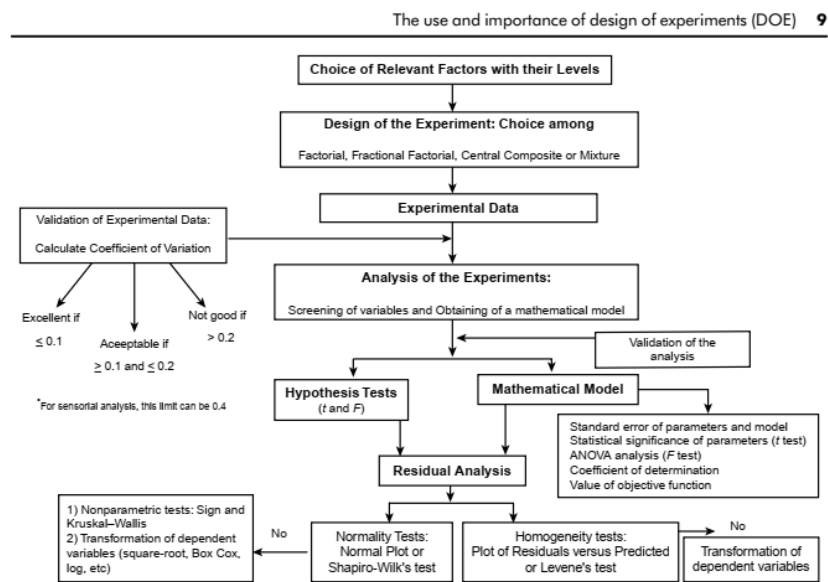 The use and importance of design of experiments (DOE) 9
Choice of Relevant Factors with their Levels
Design of the Experiment: Choice among
Factorial, Fractional Factorial, Central Composite or Mixture
Experimental Data
Validation of Experimental Data:
Calculate Coefficient of Variation
Excellent if
≤ 0.1
Aceeptable if
≥ 0.1 and ≤ 0.2
Not good if
> 0.2
*For sensorial analysis, this limit can be 0.4
Analysis of the Experiments:
Screening of variables and Obtaining of a mathematical model
Validation of the
analysis
Hypothesis Tests
(t and F)
Mathematical Model
Standard error of parameters and model
Statistical significance of parameters (t test)
ANOVA analysis (F test)
Coefficient of determination
Value of objective function
Residual Analysis
1) Nonparametric tests: Sign and
Kruskal–Wallis
2) Transformation of dependent
variables (square-root, Box Cox,
log, etc)
No
Normality Tests:
Normal Plot or
Shapiro-Wilk's test
Homogeneity tests:
Plot of Residuals versus Predicted
or Levene's test
No
Transformation of
dependent variables